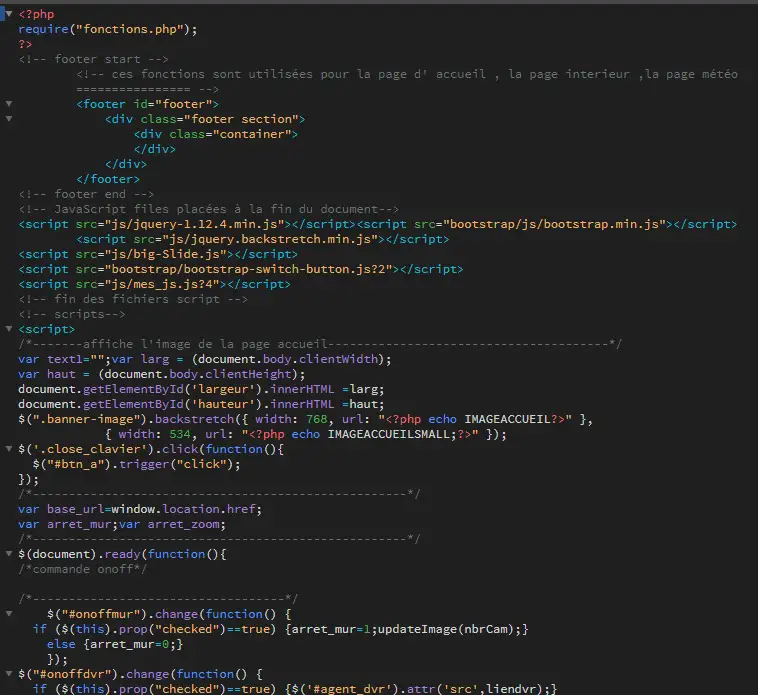 <?php
require("fonctions.php");
?>
<!-- footer start -->
<!-- ces fonctions sont utilisées pour la page d' accueil , la page interieur ,la page météo
================ -->
<footer id="footer">
<div class="footer section">
<div class="container">
</div>
</div>
</footer>
<!-- footer end -->
<!-- JavaScript files placées à la fin du document-->
<script src="js/jquery-1.12.4.min.js"></script><script src="bootstrap/js/bootstrap.min.js"></script>
<script src="js/jquery.backstretch.min.js"></script>
<script src="js/big-Slide.js"></script>
<script src="bootstrap/bootstrap-switch-button.js?2"></script>
<script src="js/mes_js.js?4"></script>
<!-- fin des fichiers script -->
<!-- scripts-->
<script>
/*-------affiche l'image de la page accueil---------------------------------------*/
var text1="";var larg = (document.body.clientWidth);
var haut = (document.body.clientHeight);
document.getElementById('largeur').innerHTML =larg;
document.getElementById('hauteur').innerHTML =haut;
$(".banner-image").backstretch({ width: 768, url: "<?php echo IMAGEACCUEIL?>" },
{ width: 534, url: "<?php echo IMAGEACCUEILSMALL;?>" });
$('.close_clavier').click(function(){
$("#btn_a").trigger("click");
});
/*----------------------------------------------------*/
var base_url=window.location.href;
var arret_mur;var arret_zoom;
/*----------------------------------------------------*/
$(document).ready(function(){
/*commande onoff*/
/*-----------------------------------*/
$("#onoffmur").change(function() {
if ($(this).prop("checked")==true) {arret_mur=1;updateImage(nbrCam);}
else {arret_mur=0;}
});
$("#onoffdvr").change(function() {
if ($(this).prop("checked")==true) {$('#agent_dvr').attr('src',liendvr);}